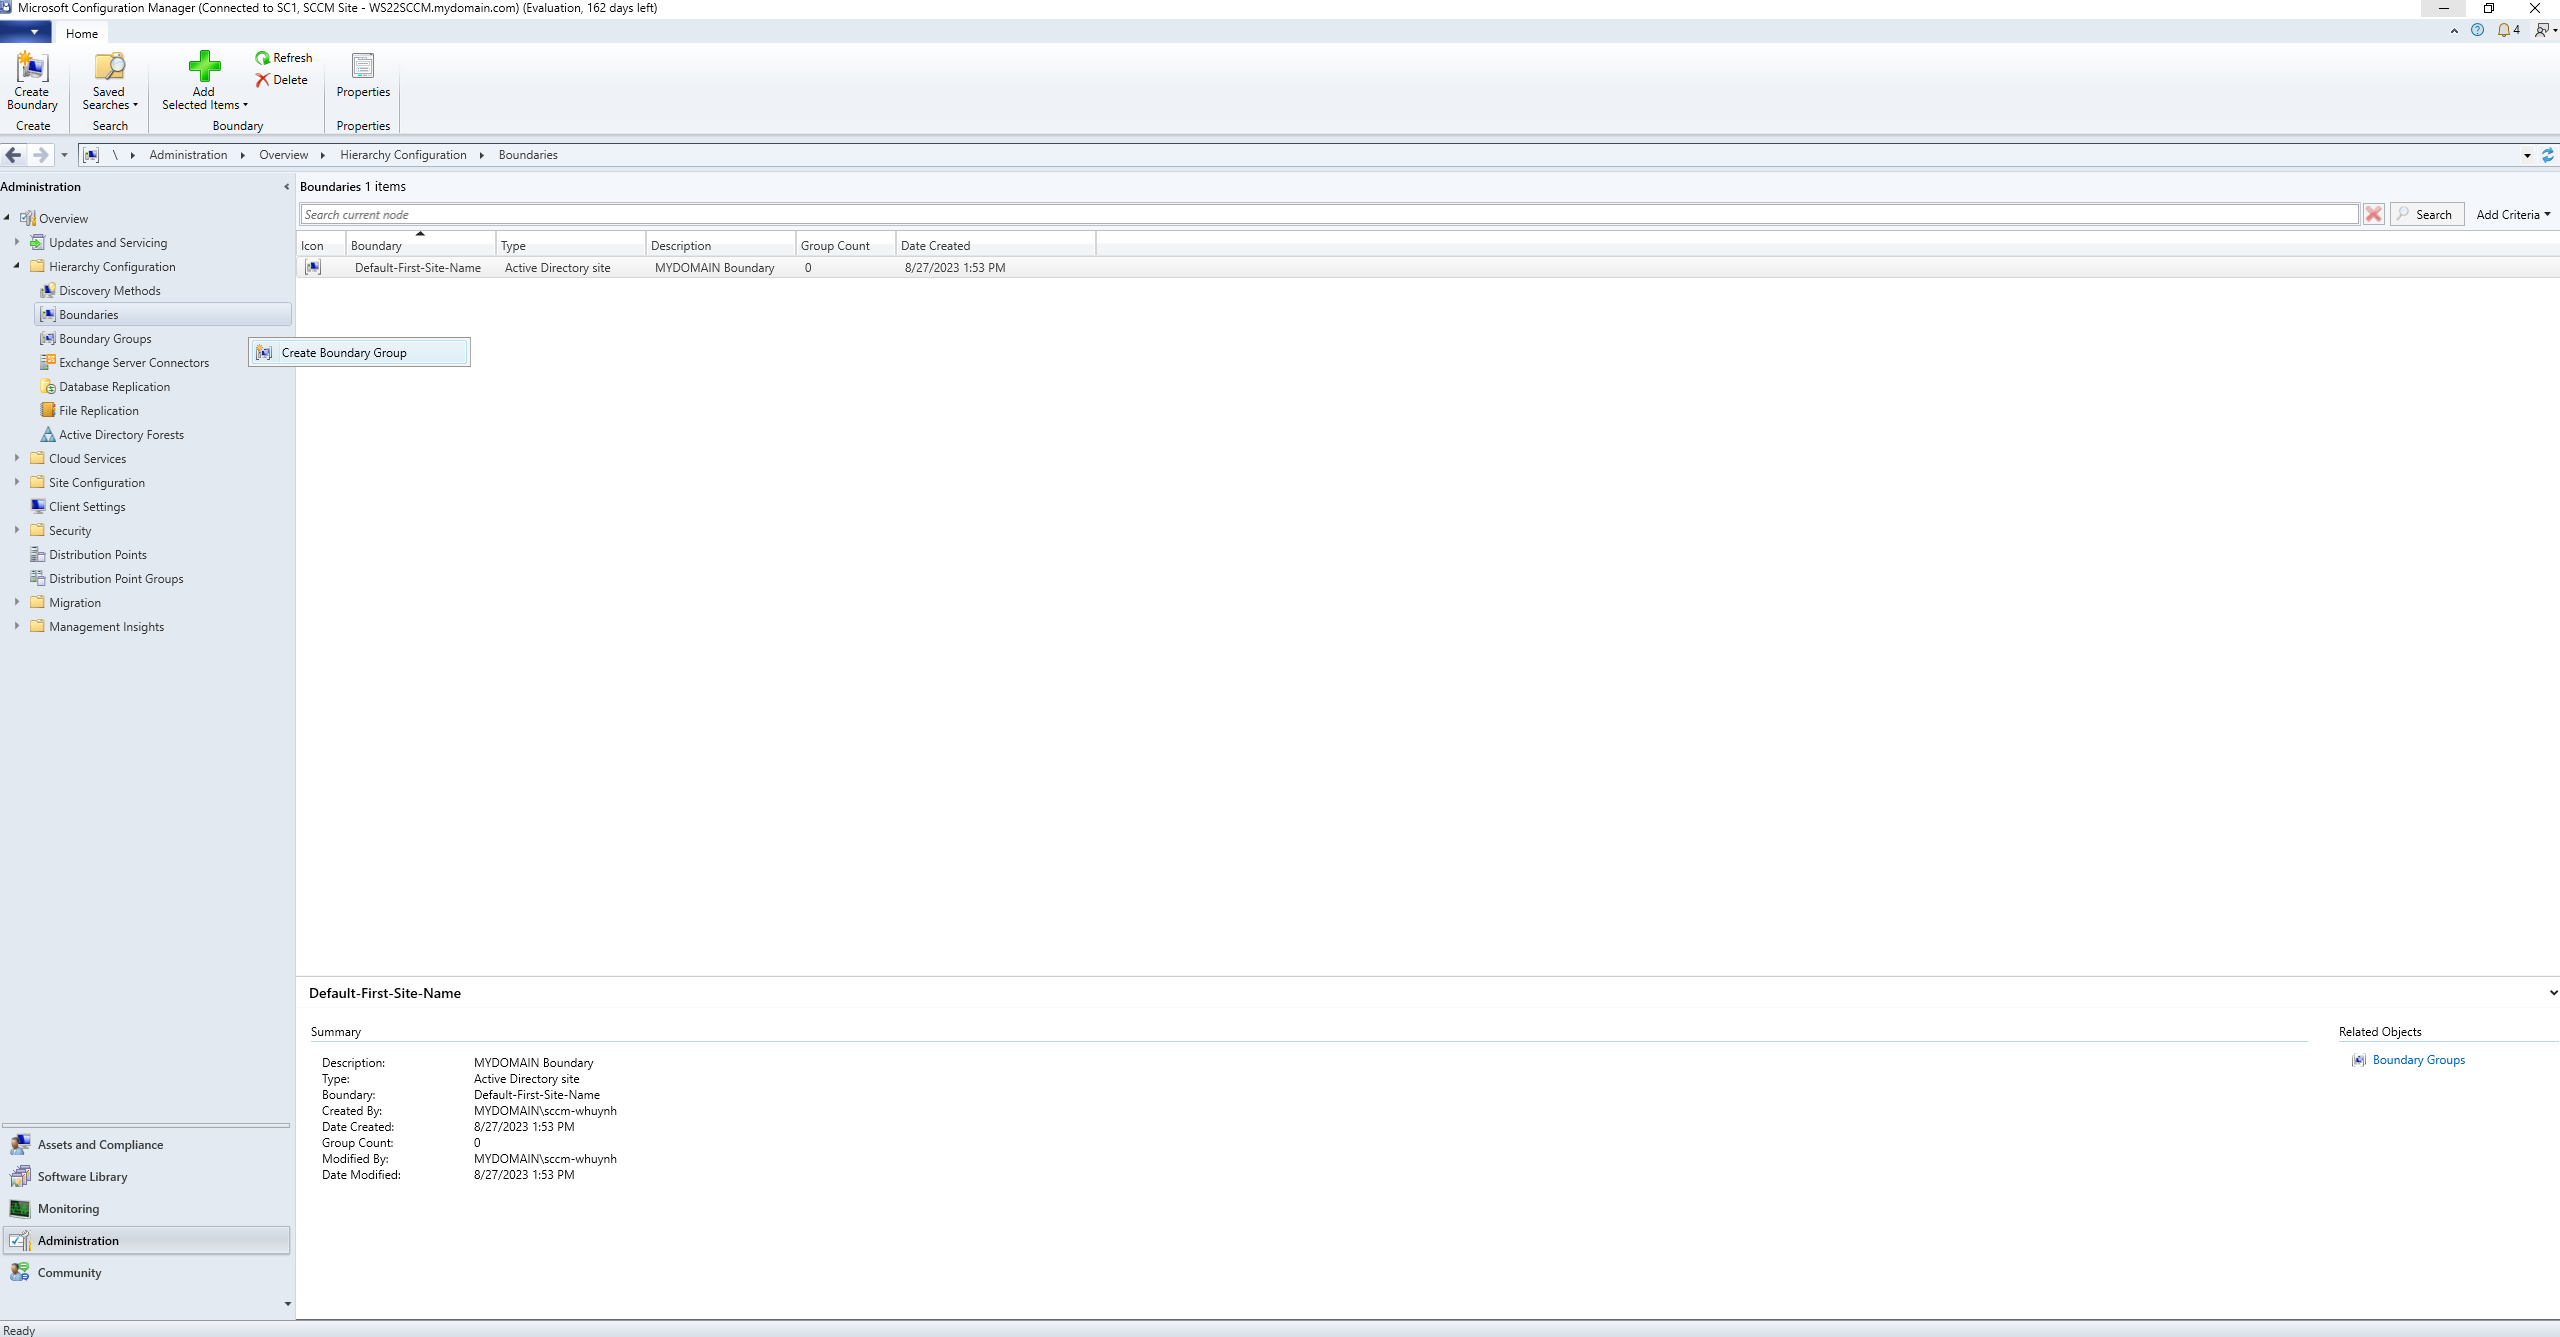 Microsoft Configuration Manager (Connected to SC1, SCCM Site - WS22SCCM.mydomain.com) (Evaluation, 162 days left)
Home
4
Create Boundary
Saved Searches
Add Selected Items
Refresh
Delete
Properties
Create
Search
Boundary
Properties
\ Administration Overview Hierarchy Configuration Boundaries
Administration
Overview
Updates and Servicing
Hierarchy Configuration
Discovery Methods
Boundaries
Boundary Groups
Exchange Server Connectors
Database Replication
File Replication
Active Directory Forests
Cloud Services
Site Configuration
Client Settings
Security
Distribution Points
Distribution Point Groups
Migration
Management Insights
Create Boundary Group
Boundaries 1 items
Search current node
Search
Add Criteria
Icon Boundary Type Description Group Count Date Created
Default-First-Site-Name Active Directory site MYDOMAIN Boundary 0 8/27/2023 1:53 PM
Default-First-Site-Name
Summary
Description: MYDOMAIN Boundary
Type: Active Directory site
Boundary: Default-First-Site-Name
Created By: MYDOMAIN\sccm-whuynh
Date Created: 8/27/2023 1:53 PM
Group Count: 0
Modified By: MYDOMAIN\sccm-whuynh
Date Modified: 8/27/2023 1:53 PM
Related Objects
Boundary Groups
Assets and Compliance
Software Library
Monitoring
Administration
Community
Ready